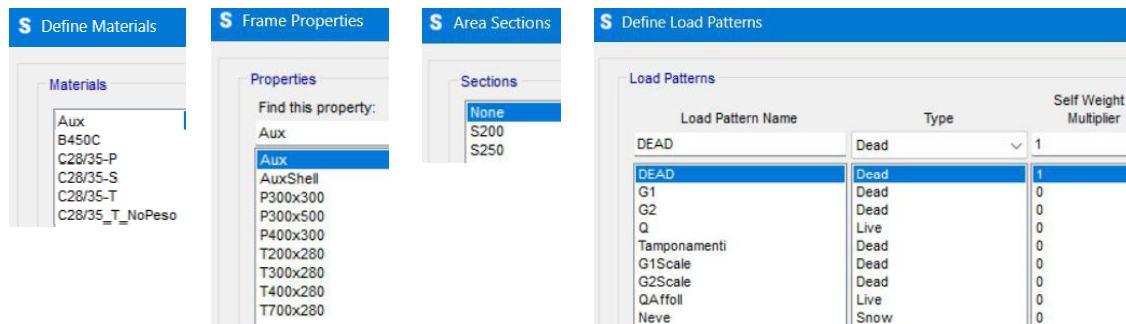 S Define Materials
Materials
Aux
B450C
C28/35-P
C28/35-S
C28/35-T
C28/35_T_NoPeso
S Frame Properties
Properties
Find this property:
Aux
Aux
AuxShell
P300x300
P300x500
P400x300
T200x280
T300x280
T400x280
T700x280
S Area Sections
Sections
None
S200
S250
S Define Load Patterns
Load Patterns
Load Pattern Name Type Self Weight Multiplier
DEAD Dead 1
DEAD Dead 1
G1 Dead 0
G2 Dead 0
Q Live 0
Tamponamenti Dead 0
G1Scale Dead 0
G2Scale Dead 0
QAffoll Live 0
Neve Snow 0